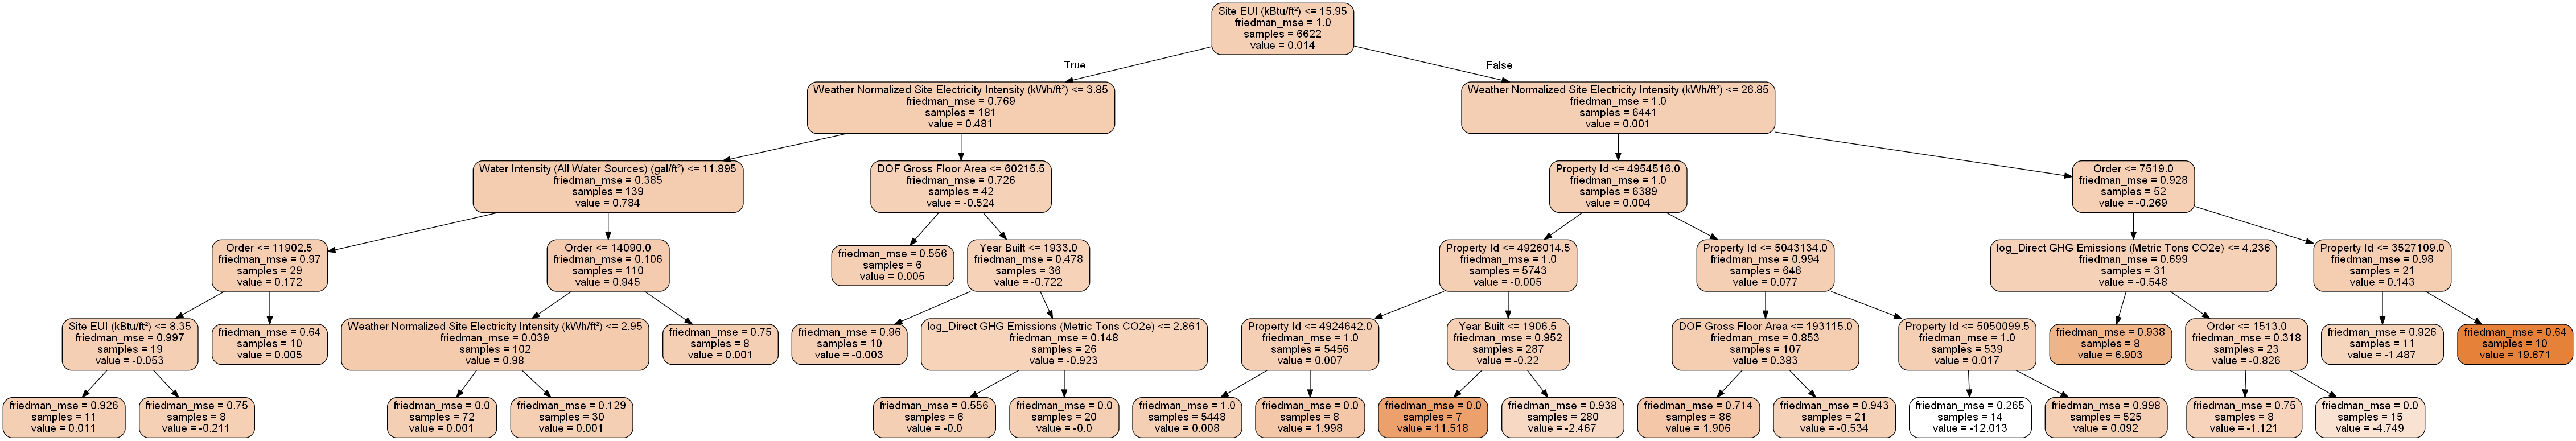 Site EUI (kBtu/ft²) <= 15.95
friedman_mse = 1.0
samples = 6622
value = 0.014
True
False
Weather Normalized Site Electricity Intensity (kWh/ft²) <= 3.85
friedman_mse = 0.769
samples = 181
value = 0.481
Weather Normalized Site Electricity Intensity (kWh/ft²) <= 26.85
friedman_mse = 1.0
samples = 6441
value = 0.001
Water Intensity (All Water Sources) (gal/ft²) <= 11.895
friedman_mse = 0.385
samples = 139
value = 0.784
DOF Gross Floor Area <= 60215.5
friedman_mse = 0.726
samples = 42
value = -0.524
Property Id <= 4954516.0
friedman_mse = 1.0
samples = 6389
value = 0.004
Order <= 7519.0
friedman_mse = 0.928
samples = 52
value = -0.269
Order <= 11902.5
friedman_mse = 0.97
samples = 29
value = 0.172
Order <= 14090.0
friedman_mse = 0.106
samples = 110
value = 0.945
friedman_mse = 0.556
samples = 6
value = 0.005
Year Built <= 1933.0
friedman_mse = 0.478
samples = 36
value = -0.722
Property Id <= 4926014.5
friedman_mse = 1.0
samples = 5743
value = -0.005
Property Id <= 5043134.0
friedman_mse = 0.994
samples = 646
value = 0.077
log_Direct GHG Emissions (Metric Tons CO2e) <= 4.236
friedman_mse = 0.699
samples = 31
value = -0.548
Property Id <= 3527109.0
friedman_mse = 0.98
samples = 21
value = 0.143
Site EUI (kBtu/ft²) <= 8.35
friedman_mse = 0.997
samples = 19
value = -0.053
friedman_mse = 0.64
samples = 10
value = 0.005
Weather Normalized Site Electricity Intensity (kWh/ft²) <= 2.95
friedman_mse = 0.039
samples = 102
value = 0.98
friedman_mse = 0.75
samples = 8
value = 0.001
friedman_mse = 0.96
samples = 10
value = -0.003
log_Direct GHG Emissions (Metric Tons CO2e) <= 2.861
friedman_mse = 0.148
samples = 26
value = -0.923
Property Id <= 4924642.0
friedman_mse = 1.0
samples = 5456
value = 0.007
Year Built <= 1906.5
friedman_mse = 0.952
samples = 287
value = -0.22
DOF Gross Floor Area <= 193115.0
friedman_mse = 0.853
samples = 107
value = 0.383
Property Id <= 5050099.5
friedman_mse = 1.0
samples = 539
value = 0.017
friedman_mse = 0.938
samples = 8
value = 6.903
Order <= 1513.0
friedman_mse = 0.318
samples = 23
value = -0.826
friedman_mse = 0.926
samples = 11
value = -1.487
friedman_mse = 0.64
samples = 10
value = 19.671
friedman_mse = 0.926
samples = 11
value = 0.011
friedman_mse = 0.75
samples = 8
value = -0.211
friedman_mse = 0.0
samples = 72
value = 0.001
friedman_mse = 0.129
samples = 30
value = 0.001
friedman_mse = 0.556
samples = 6
value = -0.0
friedman_mse = 0.0
samples = 20
value = -0.0
friedman_mse = 1.0
samples = 5448
value = 0.008
friedman_mse = 0.0
samples = 8
value = 1.998
friedman_mse = 0.0
samples = 7
value = 11.518
friedman_mse = 0.938
samples = 280
value = -2.467
friedman_mse = 0.714
samples = 86
value = 1.906
friedman_mse = 0.943
samples = 21
value = -0.534
friedman_mse = 0.265
samples = 14
value = -12.013
friedman_mse = 0.998
samples = 525
value = 0.092
friedman_mse = 0.75
samples = 8
value = -1.121
friedman_mse = 0.0
samples = 15
value = -4.749